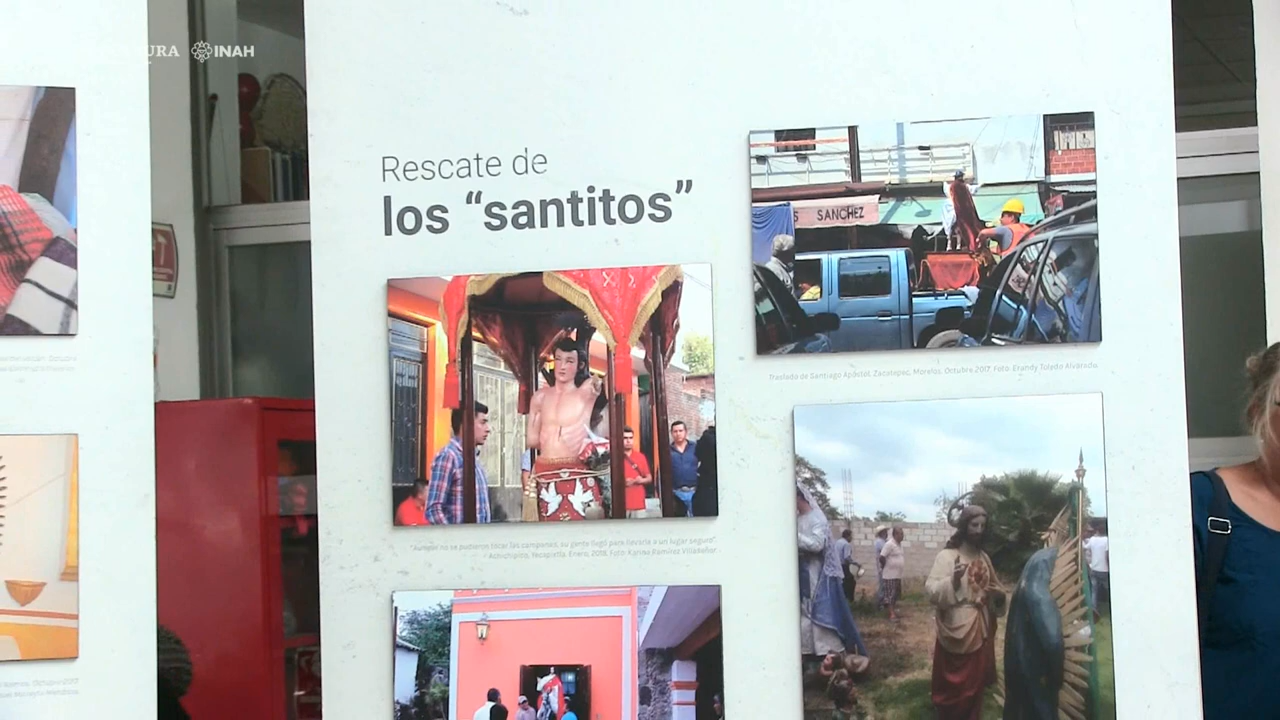 URA INAH
Rescate de
los “santitos”
SANCHEZ
Traslado de Santiago Apóstol, Zacatepec, Morelos. Octubre 2017. Foto: Erandy Toledo Alvarado.
"Aunque no se pudieron tocar las campanas, su gente llegó para llevarla a un lugar seguro".
Achichipico, Yecapixtla. Enero, 2018. Foto: Karina Ramírez Villaseñor